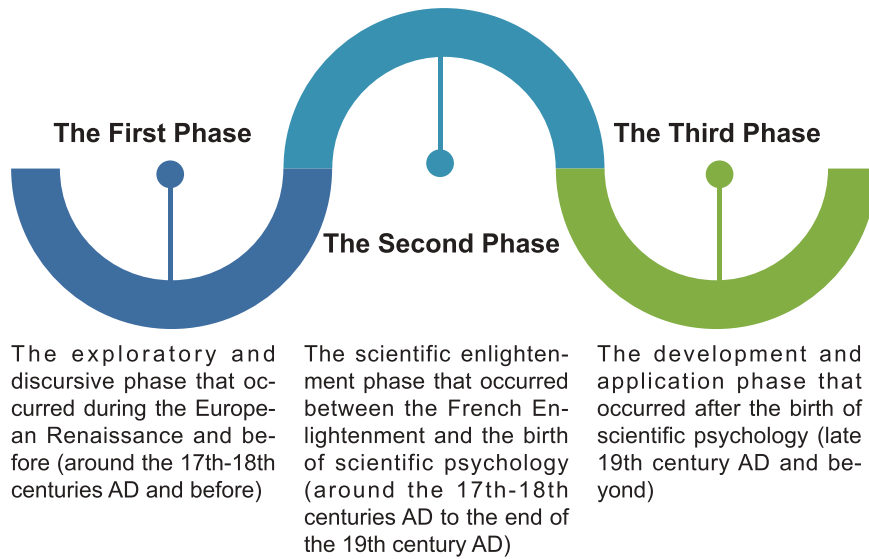 The First Phase
The Second Phase
The Third Phase
The exploratory and
discursive phase that oc-
curred during the Europe-
an Renaissance and be-
fore (around the 17th-18th
centuries AD and before)
The scientific enlighten-
ment phase that occurred
between the French En-
lightenment and the birth
of scientific psychology
(around the 17th-18th
centuries AD to the end of
the 19th century AD)
The development and
application phase that
occurred after the birth of
scientific psychology (late
19th century AD and be-
yond)